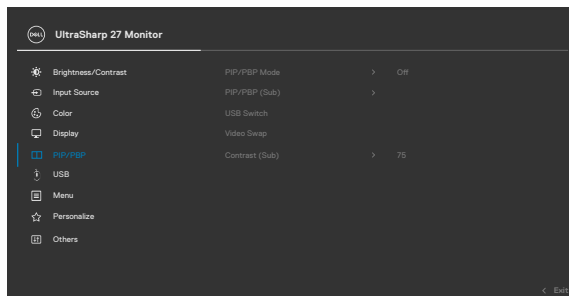 DELL UltraSharp 27 Monitor
Brightness/Contrast PIP/PBP Mode > Off
Input Source PIP/PBP (Sub) >
Color USB Switch
Display Video Swap
PIP/PBP Contrast (Sub) > 75
USB
Menu
Personalize
Others
< Exit